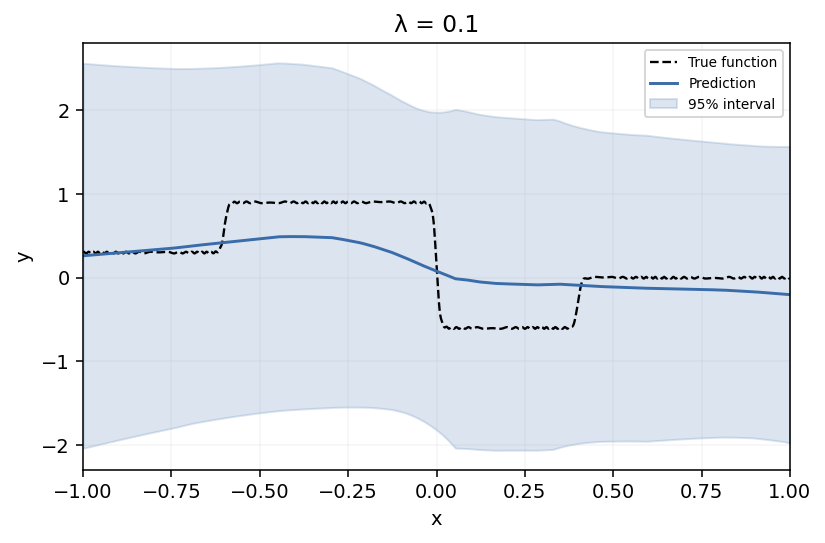 λ = 0.1
True function
Prediction
95% interval
y
2
1
0
−1
−2
−1.00 −0.75 −0.50 −0.25 0.00 0.25 0.50 0.75 1.00
x